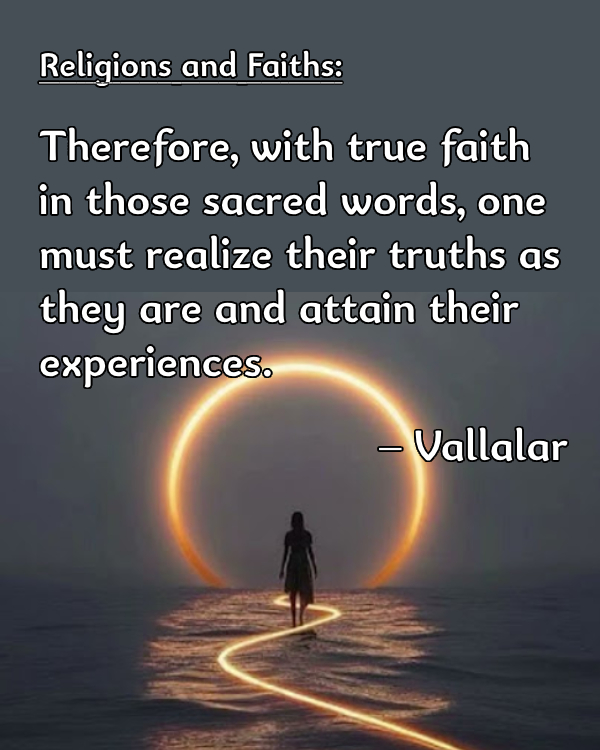 Religions and Faiths:
Therefore, with true faith
in those sacred words, one
must realize their truths as
they are and attain their
experiences.
– Vallalar